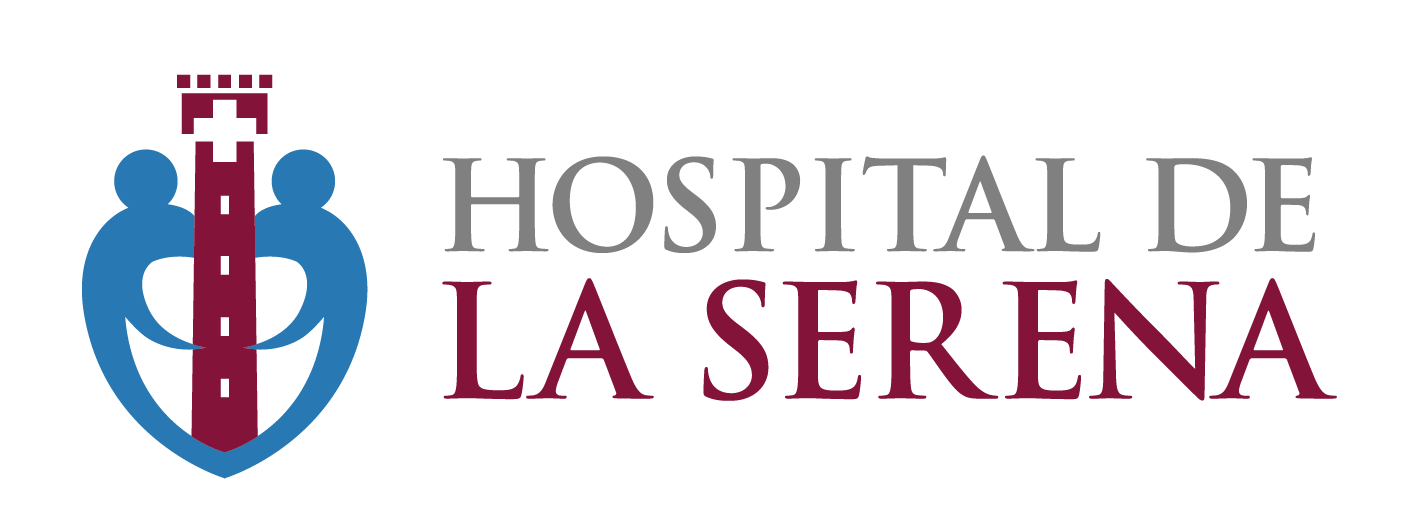 HOSPITAL DE
LA SERENA